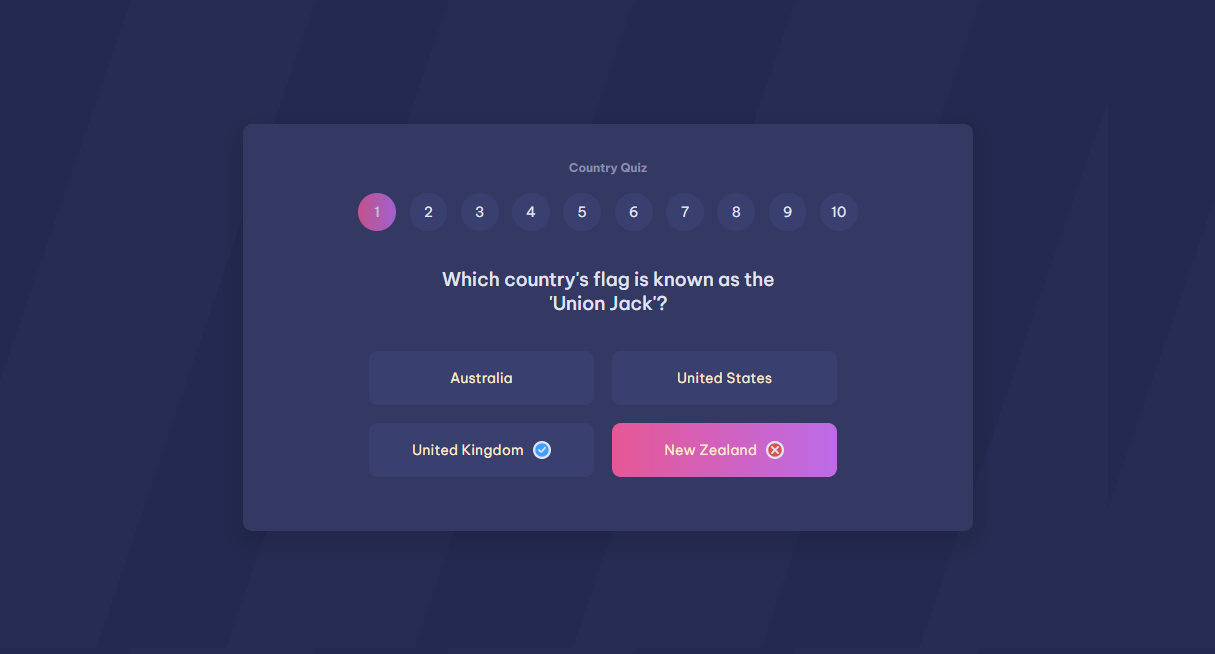 Country Quiz
1 2 3 4 5 6 7 8 9 10
Which country's flag is known as the
'Union Jack'?
Australia
United States
United Kingdom
New Zealand